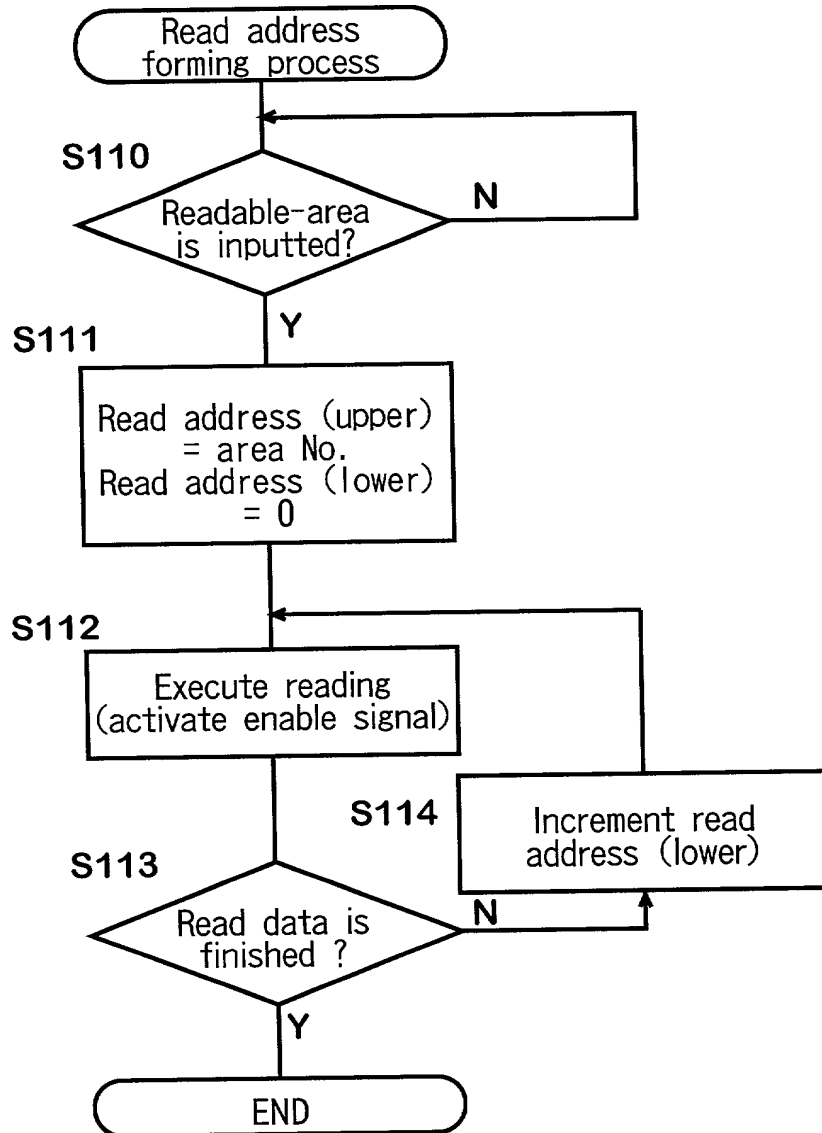 Read address
forming process
S110
Readable-area
is inputted?
N
Y
S111
Read address (upper)
= area No.
Read address (lower)
= 0
S112
Execute reading
(activate enable signal)
S114
Increment read
address (lower)
S113
Read data is
finished ?
N
Y
END